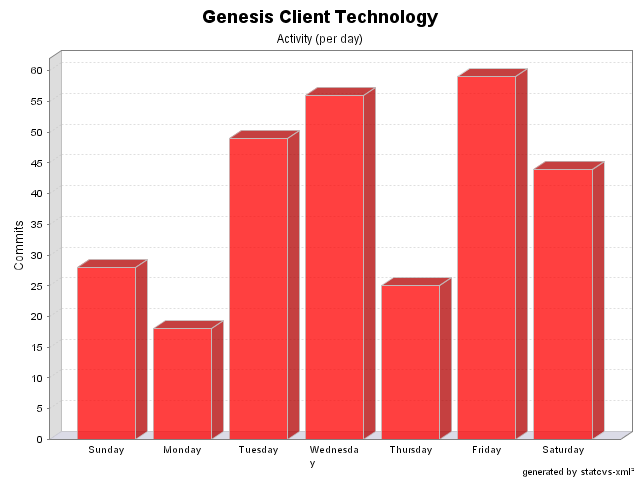 Genesis Client Technology
Activity (per day)
60
55
50
45
40
35
30
25
20
15
10
5
0
Commits
Sunday Monday Tuesday Wednesda Thursday Friday Saturday
y
generated by statcvs-xml²